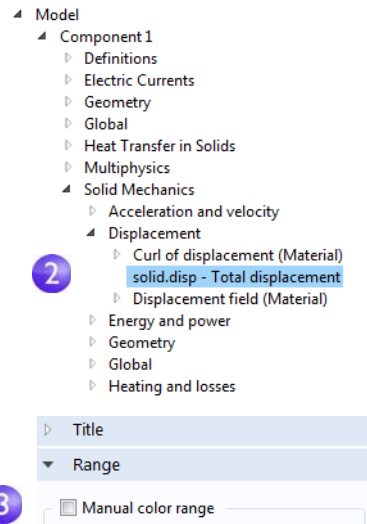 Model
Component 1
Definitions
Electric Currents
Geometry
Global
Heat Transfer in Solids
Multiphysics
Solid Mechanics
Acceleration and velocity
Displacement
Curl of displacement (Material)
2
solid.disp - Total displacement
Displacement field (Material)
Energy and power
Geometry
Global
Heating and losses
Title
Range
3
Manual color range